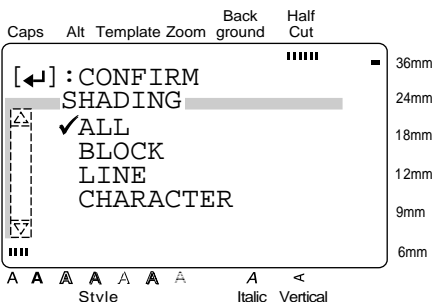 Back Half
Caps Alt Template Zoom ground Cut
[↵]:CONFIRM
SHADING
✓ALL
BLOCK
LINE
CHARACTER
36mm
24mm
18mm
12mm
9mm
6mm
A A A A A A A A A
Style Italic Vertical